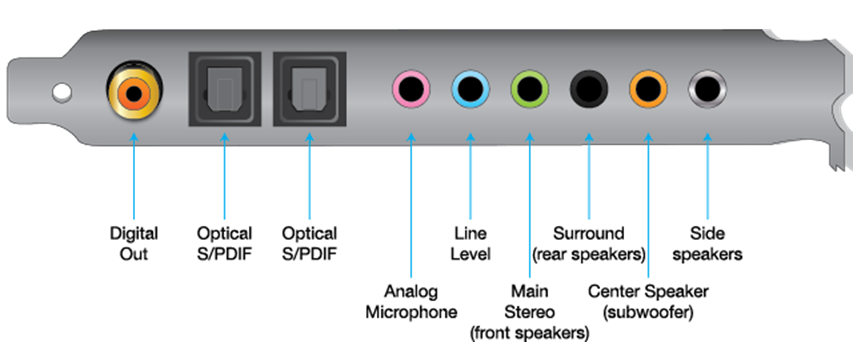 Digital
Out
Optical
S/PDIF
Optical
S/PDIF
Analog
Microphone
Line
Level
Main
Stereo
(front speakers)
Surround
(rear speakers)
Center Speaker
(subwoofer)
Side
speakers